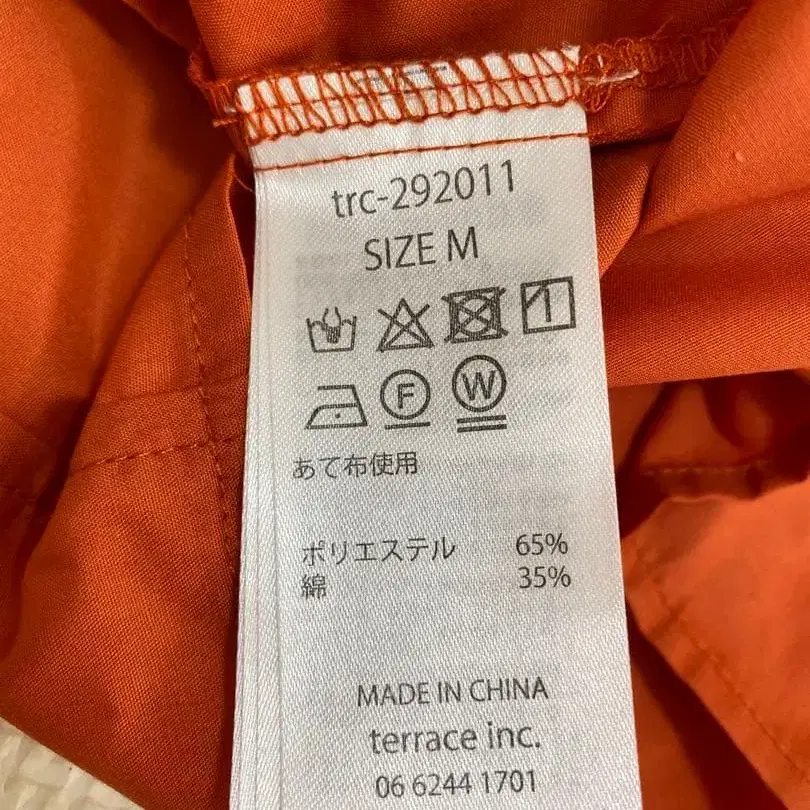 trc-292011
SIZE M
F W
あて布使用
ポリエステル 65%
綿 35%
MADE IN CHINA
terrace inc.
06 6244 1701